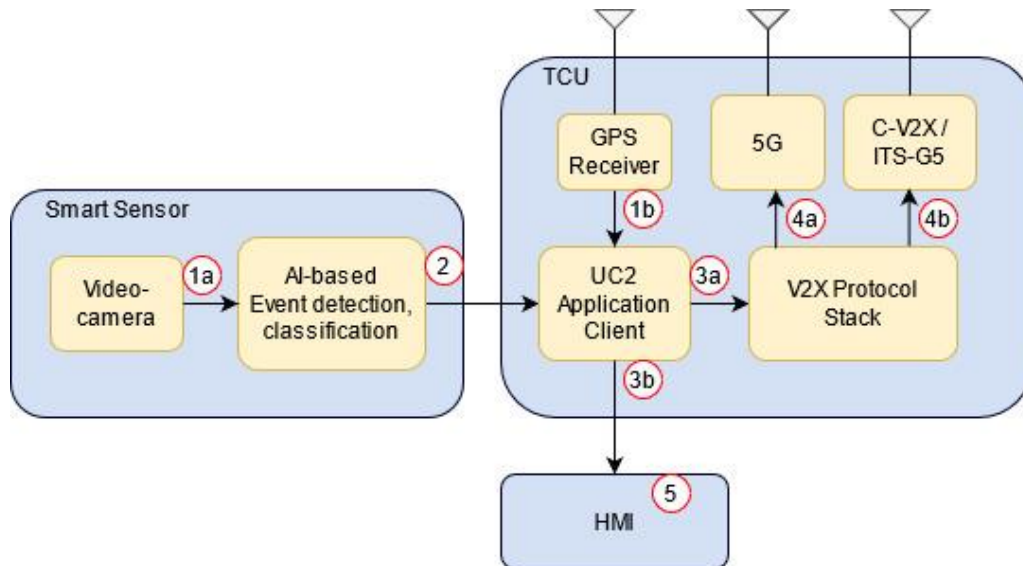 TCU
GPS
Receiver
5G
C-V2X /
ITS-G5
1b
4a
4b
Smart Sensor
Video-
camera
1a
AI-based
Event detection,
classification
2
UC2
Application
Client
3a
V2X Protocol
Stack
3b
5
HMI